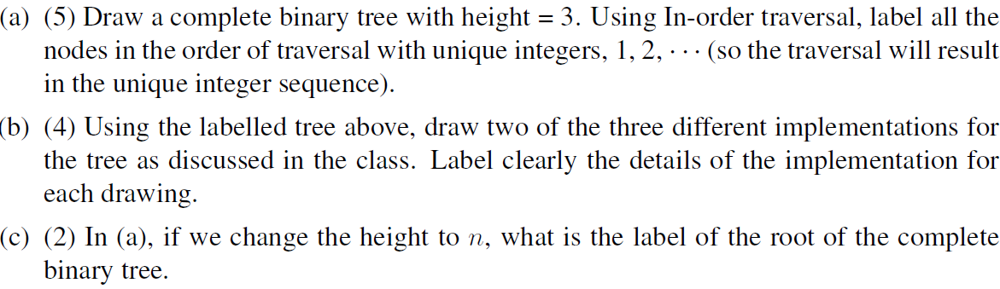 (a) (5) Draw a complete binary tree with height = 3. Using In-order traversal, label all the
nodes in the order of traversal with unique integers, 1, 2, ··· (so the traversal will result
in the unique integer sequence).
(b) (4) Using the labelled tree above, draw two of the three different implementations for
the tree as discussed in the class. Label clearly the details of the implementation for
each drawing.
(c) (2) In (a), if we change the height to n, what is the label of the root of the complete
binary tree.